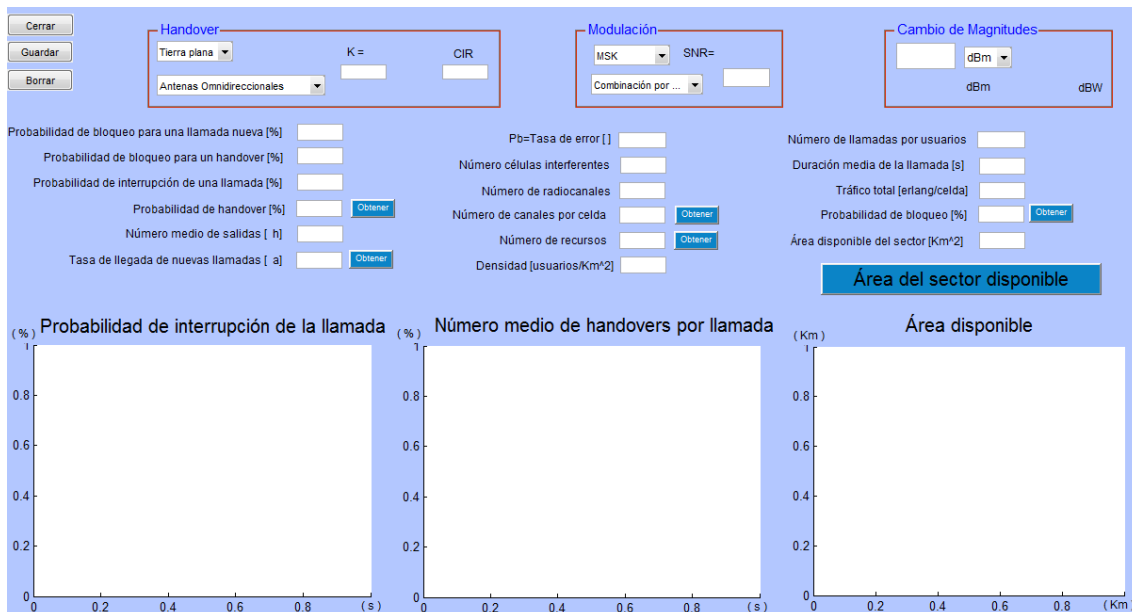 Cerrar
Guardar
Borrar
Handover
Tierra plana
K =
CIR
Antenas Omnidireccionales
Modulación
MSK
SNR=
Combinación por ...
Cambio de Magnitudes
dBm
dBm
dBW
Probabilidad de bloqueo para una llamada nueva [%]
Probabilidad de bloqueo para un handover [%]
Probabilidad de interrupción de una llamada [%]
Probabilidad de handover [%]
Obtener
Número medio de salidas [ h]
Tasa de llegada de nuevas llamadas [ a]
Obtener
Pb=Tasa de error [ ]
Número células interferentes
Número de radiocanales
Número de canales por celda
Obtener
Número de recursos
Obtener
Densidad [usuarios/Km^2]
Número de llamadas por usuarios
Duración media de la llamada [s]
Tráfico total [erlang/celda]
Probabilidad de bloqueo [%]
Obtener
Área disponible del sector [Km^2]
Área del sector disponible
Probabilidad de interrupción de la llamada
( % )
1
0.8
0.6
0.4
0.2
0
0 0.2 0.4 0.6 0.8 ( s )
Número medio de handovers por llamada
( % )
1
0.8
0.6
0.4
0.2
0
0 0.2 0.4 0.6 0.8 ( s )
Área disponible
( Km )
1
0.8
0.6
0.4
0.2
0
0 0.2 0.4 0.6 0.8 ( Km )